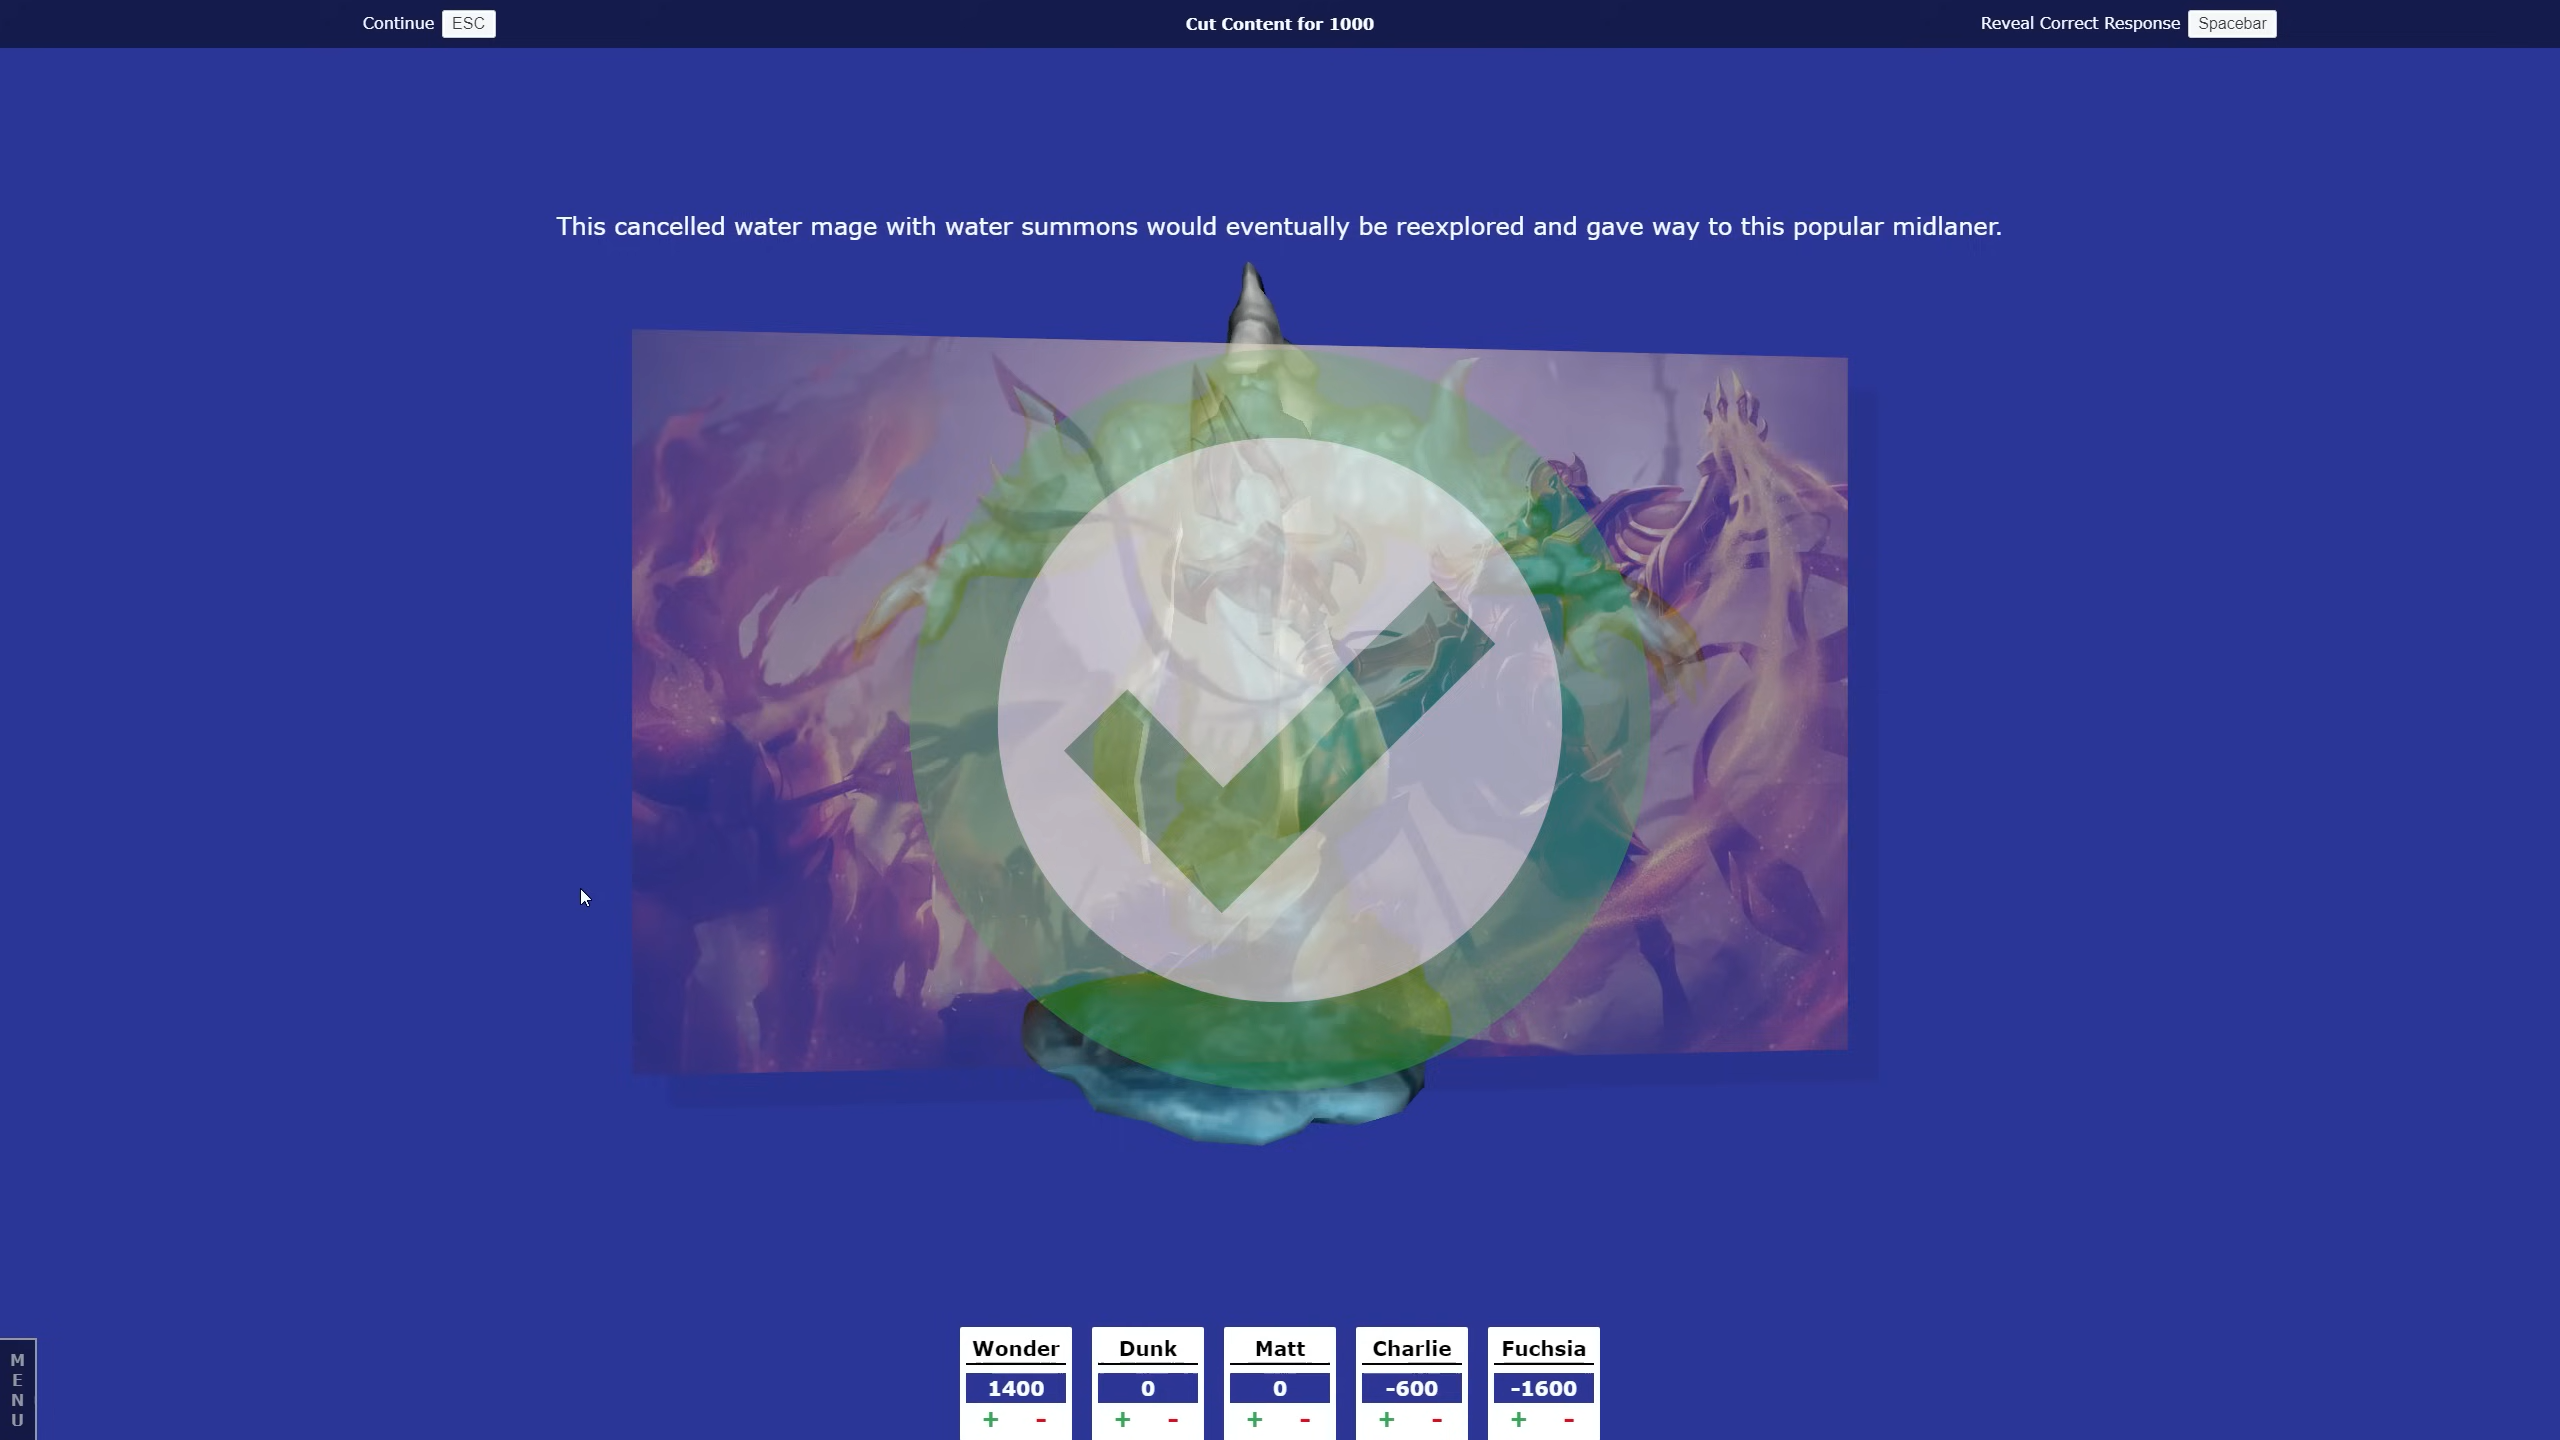 Continue ESC
Cut Content for 1000
Reveal Correct Response Spacebar
This cancelled water mage with water summons would eventually be reexplored and gave way to this popular midlaner.
MENU
Wonder Dunk Matt Charlie Fuchsia
1400 0 0 -600 -1600
+ - + - + - + - + -